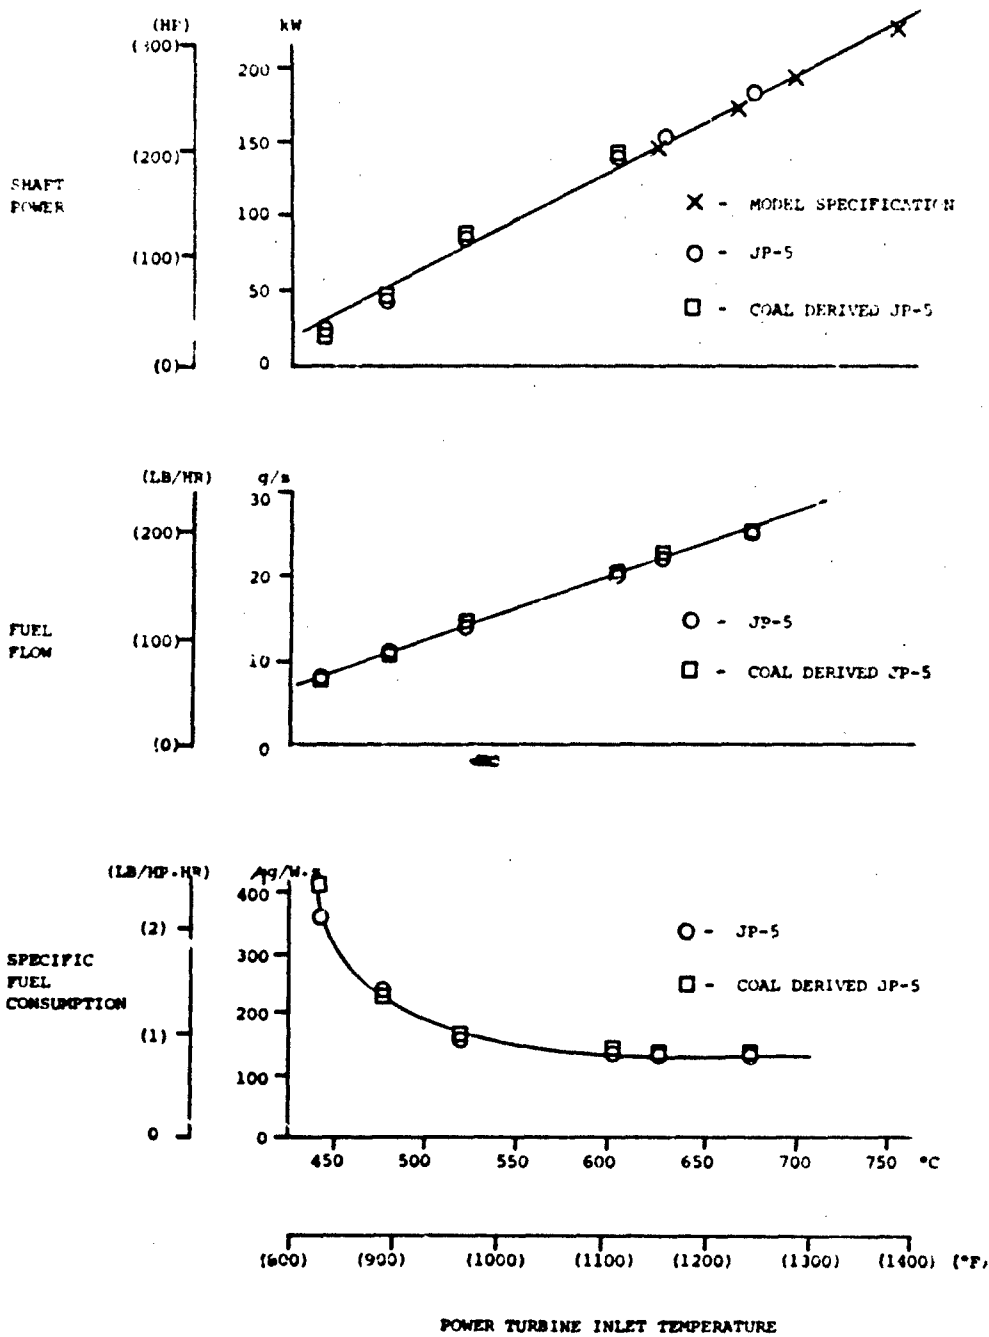 (HP) kW
(300)
200
150
(200)
SHAFT
POWER
100
(100)
50
(0) 0
X - MODEL SPECIFICATION
O - JP-5
□ - COAL DERIVED JP-5
(LB/HR) g/s
30
(200)
20
FUEL
FLOW
(100)
10
(0) 0
O - JP-5
□ - COAL DERIVED JP-5
(LB/HP.HR) μg/W.s
400
(2)
300
SPECIFIC
FUEL
CONSUMPTION
200
(1)
100
0 0
O - JP-5
□ - COAL DERIVED JP-5
450 500 550 600 650 700 750 °C
(800) (900) (1000) (1100) (1200) (1300) (1400) (°F)
POWER TURBINE INLET TEMPERATURE